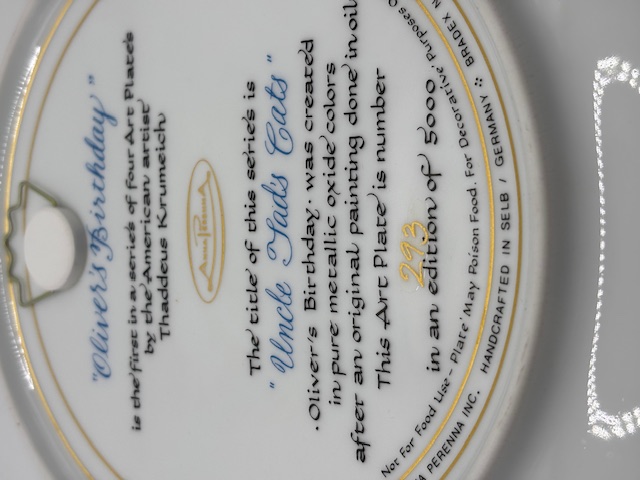 "Oliver's Birthday"
is the first in a series of four Art Plates
by the American artist
Thaddeus Krumeich
ANNA PERENNA
The title of this series is
"Uncle Tad's Cats"
· Oliver's Birthday · was created
in pure metallic oxide colors
after an original painting done in oil
This Art Plate is number
293
in an edition of 5000
Not For Food Use - Plate May Poison Food. For Decorative Purposes
PERENNA INC. HANDCRAFTED IN SELB / GERMANY BRADEX